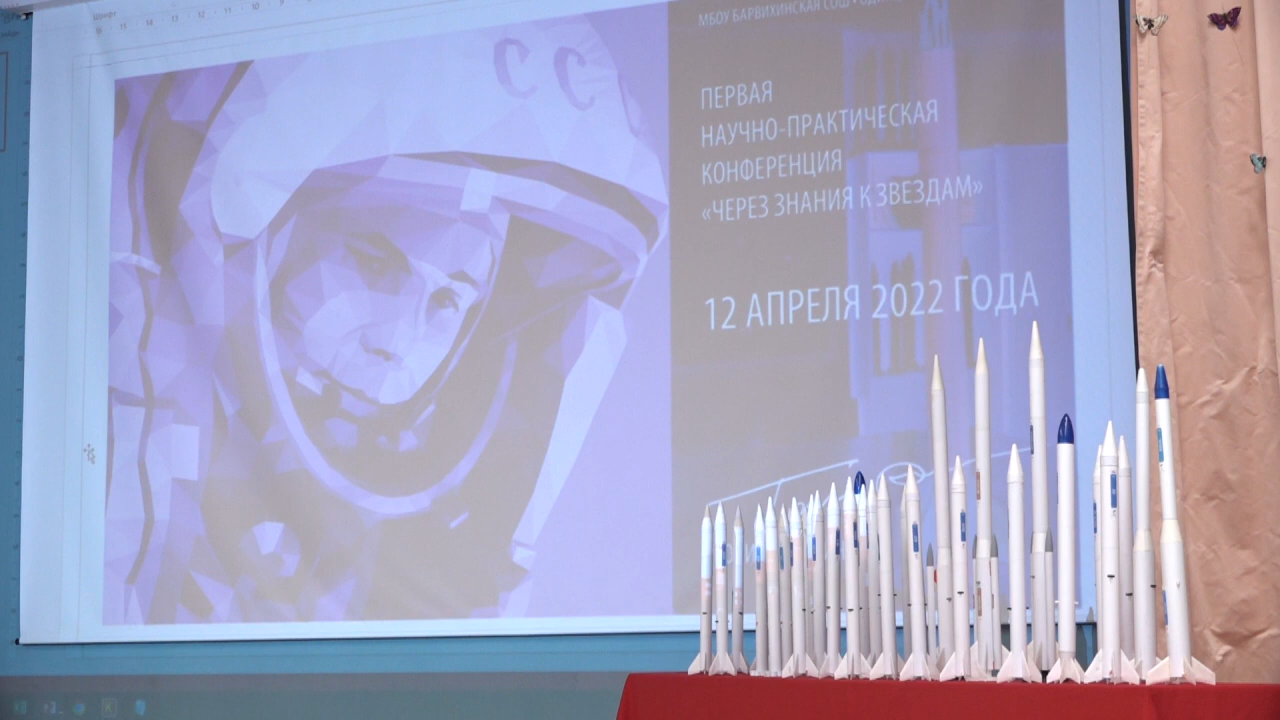 МБОУ БАРВИХИНСКАЯ СОШ •
ПЕРВАЯ
НАУЧНО-ПРАКТИЧЕСКАЯ
КОНФЕРЕНЦИЯ
«ЧЕРЕЗ ЗНАНИЯ К ЗВЕЗДАМ»
12 АПРЕЛЯ 2022 ГОДА
СС